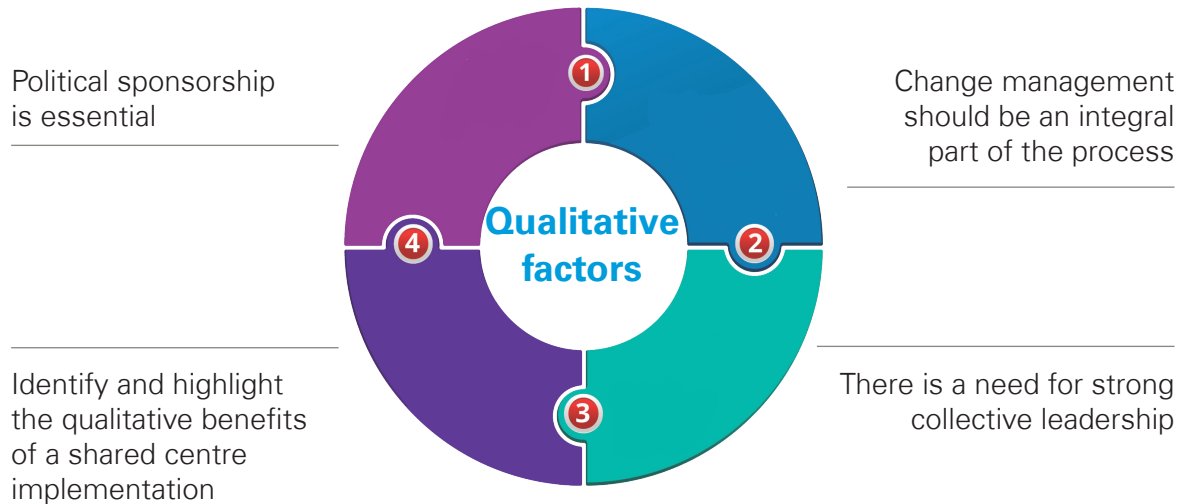 Political sponsorship
is essential
1
Change management
should be an integral
part of the process
Qualitative
factors
4
2
3
Identify and highlight
the qualitative benefits
of a shared centre
implementation
There is a need for strong
collective leadership